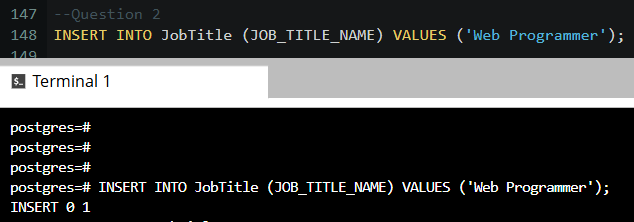 147 --Question 2
148 INSERT INTO JobTitle (JOB_TITLE_NAME) VALUES ('Web Programmer');
149
Terminal 1
postgres=#
postgres=#
postgres=#
postgres=# INSERT INTO JobTitle (JOB_TITLE_NAME) VALUES ('Web Programmer');
INSERT 0 1